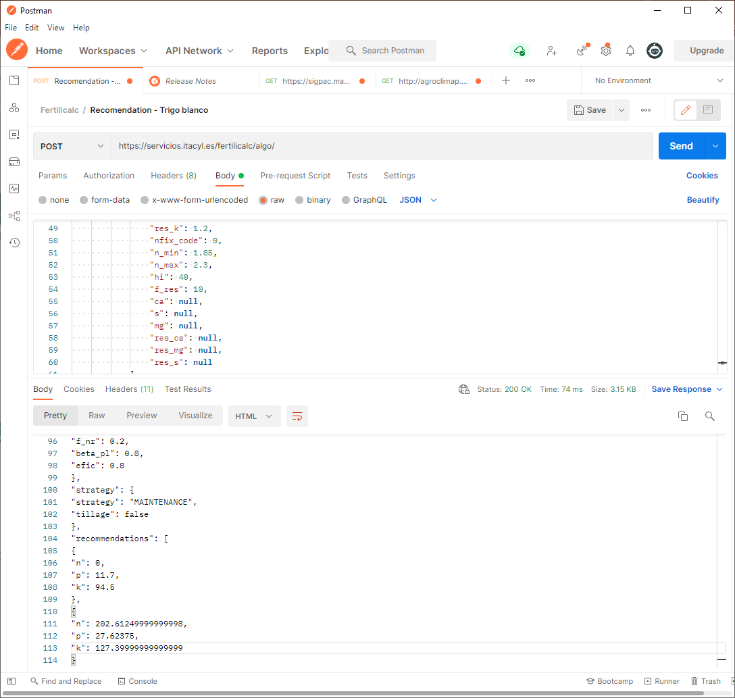 Postman
File Edit View Help
Home Workspaces API Network Reports Explo Search Postman Upgrade
POST Recomendation -... Release Notes GET https://sigpac.ma... GET http://agroclimap.... No Environment
Fertilicalc / Recomendation - Trigo blanco Save
POST https://servicios.itacyl.es/fertilicalc/algo/ Send
Params Authorization Headers (8) Body Pre-request Script Tests Settings Cookies
none form-data x-www-form-urlencoded raw binary GraphQL JSON Beautify
49 "res_k": 1.2,
50 "nfix_code": 0,
51 "n_min": 1.85,
52 "n_max": 2.3,
53 "hi": 40,
54 "f_res": 10,
55 "ca": null,
56 "s": null,
57 "mg": null,
58 "res_ca": null,
59 "res_mg": null,
60 "res_s": null
Body Cookies Headers (11) Test Results Status: 200 OK Time: 74 ms Size: 3.15 KB Save Response
Pretty Raw Preview Visualize HTML
96 "f_nr": 0.2,
97 "beta_pl": 0.8,
98 "efic": 0.8
99 },
100 "strategy": {
101 "strategy": "MAINTENANCE",
102 "tillage": false
103 },
104 "recommendations": [
105 {
106 "n": 0,
107 "p": 11.7,
108 "k": 94.5
109 },
110 {
111 "n": 202.61249999999998,
112 "p": 27.62375,
113 "k": 127.39999999999999
114 }
Find and Replace Console Bootcamp Runner Trash